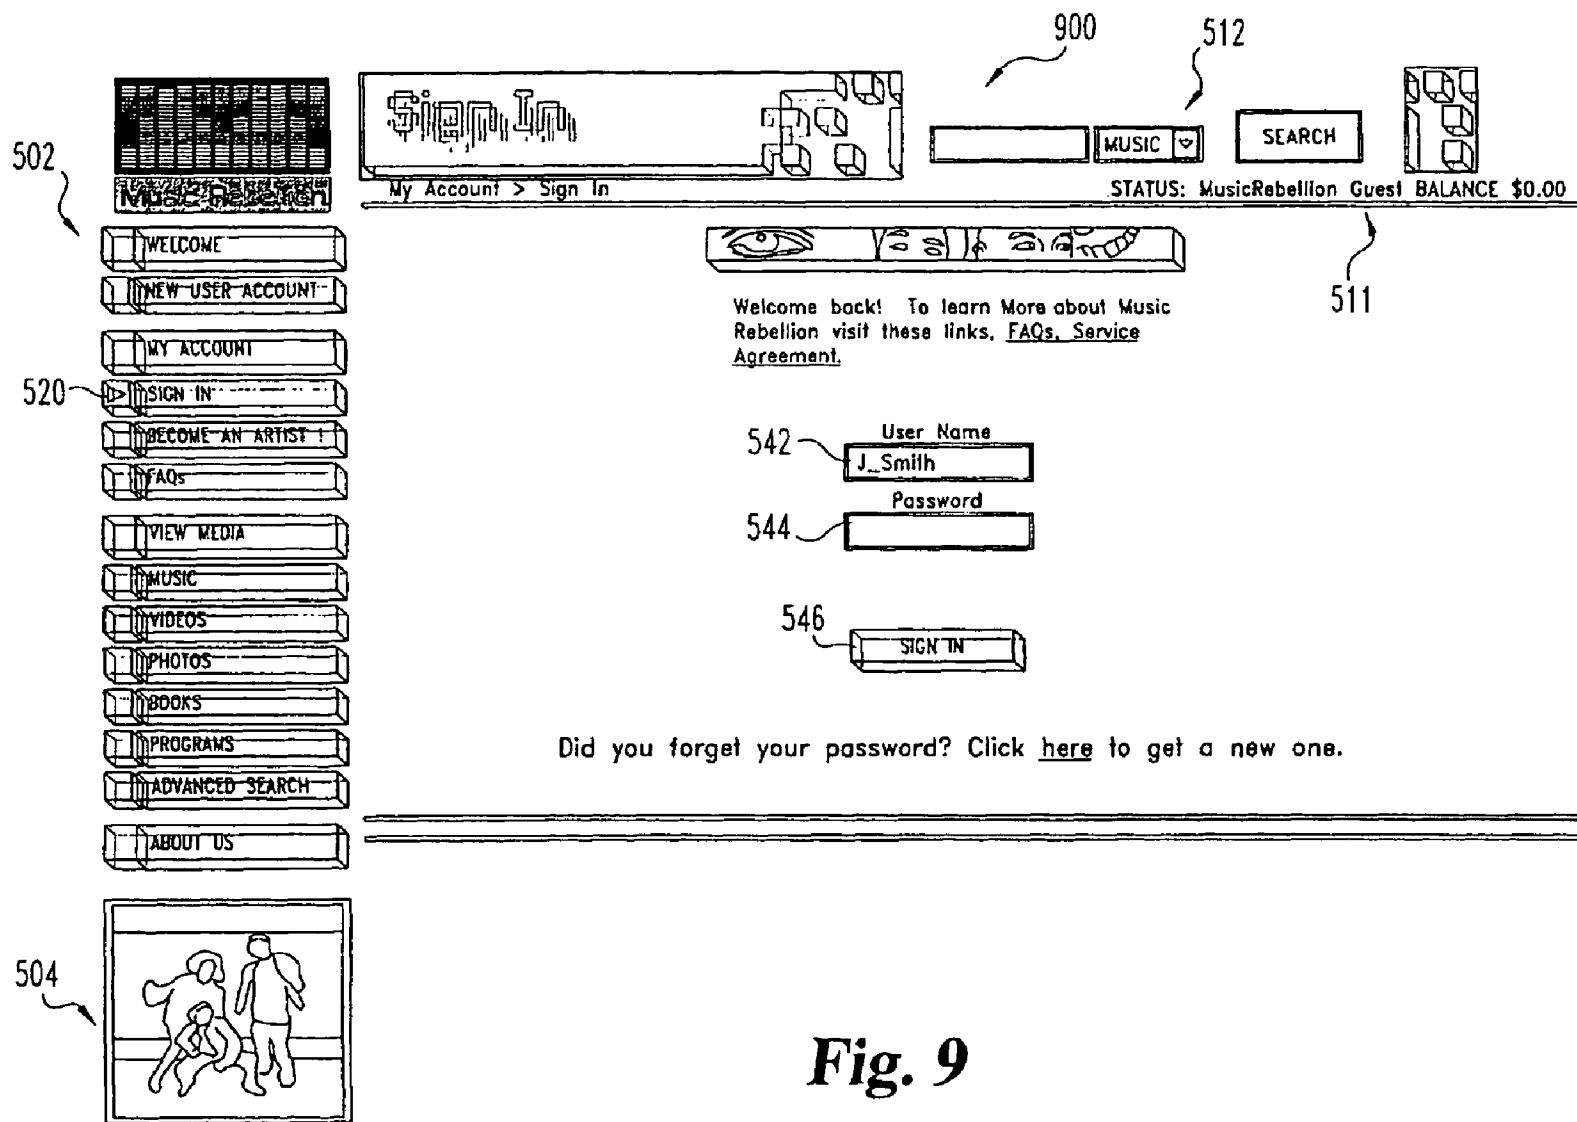 900
512
Sign In
MUSIC
SEARCH
502
Music Rebellion
My Account > Sign In
STATUS: MusicRebellion Guest BALANCE $0.00
511
WELCOME
NEW USER ACCOUNT
MY ACCOUNT
520
SIGN IN
BECOME AN ARTIST !
FAQs
VIEW MEDIA
MUSIC
VIDEOS
PHOTOS
BOOKS
PROGRAMS
ADVANCED SEARCH
ABOUT US
504
Welcome back! To learn More about Music
Rebellion visit these links, FAQs, Service
Agreement.
User Name
542
J_Smith
Password
544
546
SIGN IN
Did you forget your password? Click here to get a new one.
Fig. 9